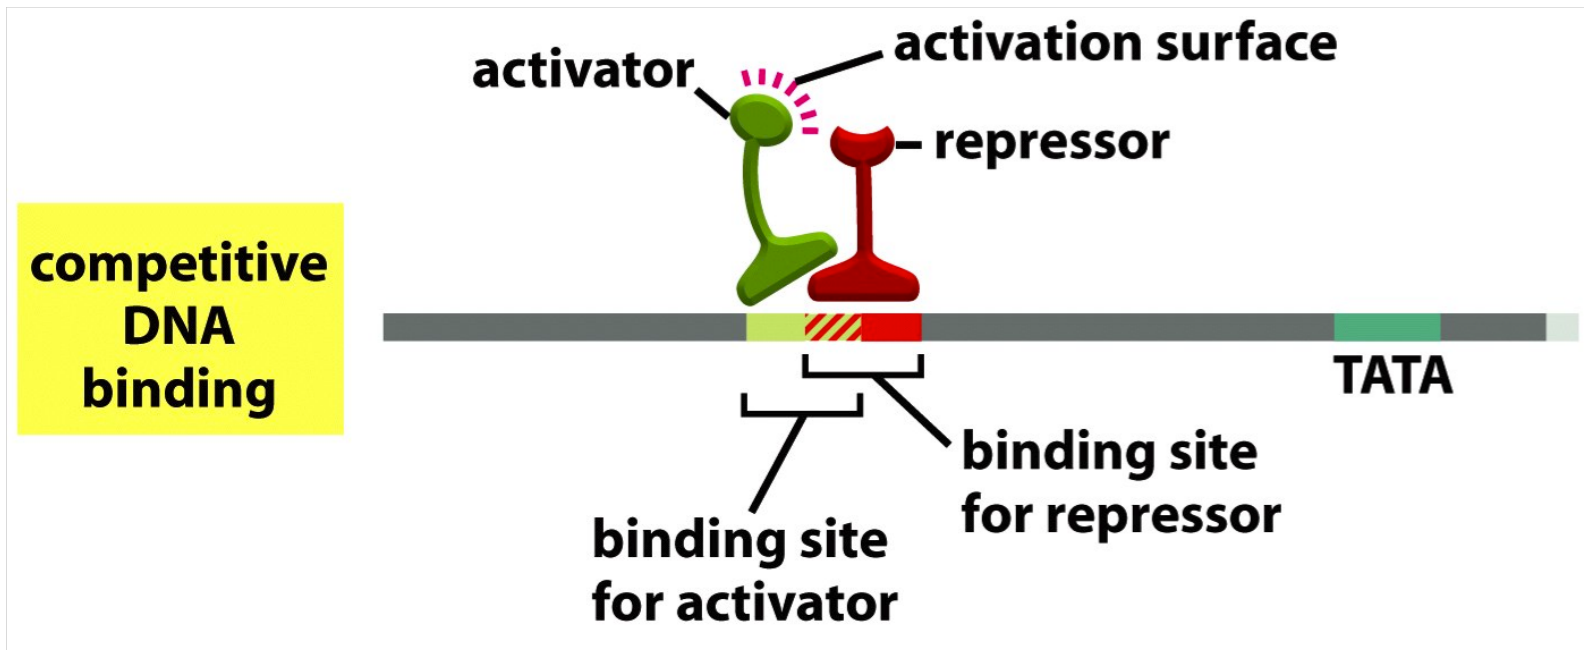 activation surface
activator
repressor
competitive
DNA
binding
TATA
binding site
for repressor
binding site
for activator